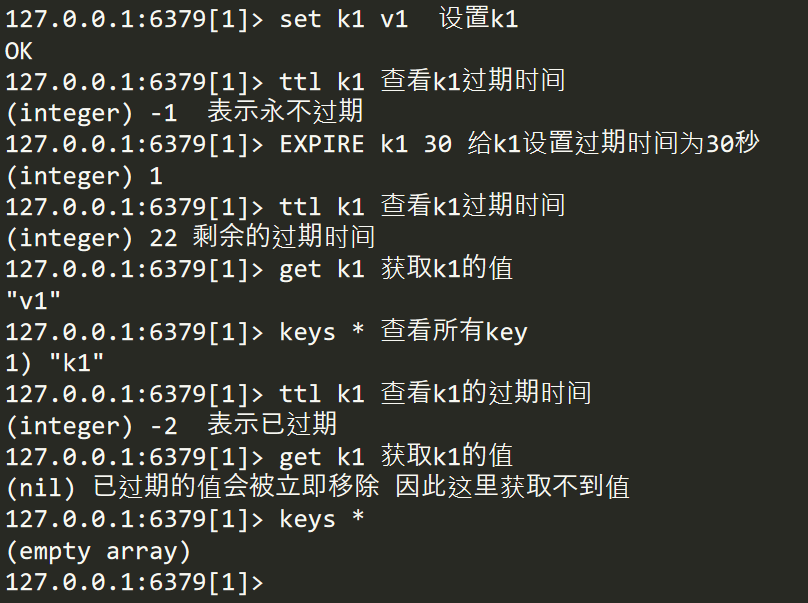 127.0.0.1:6379[1]> set k1 v1  设置k1
OK
127.0.0.1:6379[1]> ttl k1 查看k1过期时间
(integer) -1  表示永不过期
127.0.0.1:6379[1]> EXPIRE k1 30 给k1设置过期时间为30秒
(integer) 1
127.0.0.1:6379[1]> ttl k1 查看k1过期时间
(integer) 22 剩余的过期时间
127.0.0.1:6379[1]> get k1 获取k1的值
"v1"
127.0.0.1:6379[1]> keys * 查看所有key
1) "k1"
127.0.0.1:6379[1]> ttl k1 查看k1的过期时间
(integer) -2  表示已过期
127.0.0.1:6379[1]> get k1 获取k1的值
(nil) 已过期的值会被立即移除 因此这里获取不到值
127.0.0.1:6379[1]> keys *
(empty array)
127.0.0.1:6379[1]>